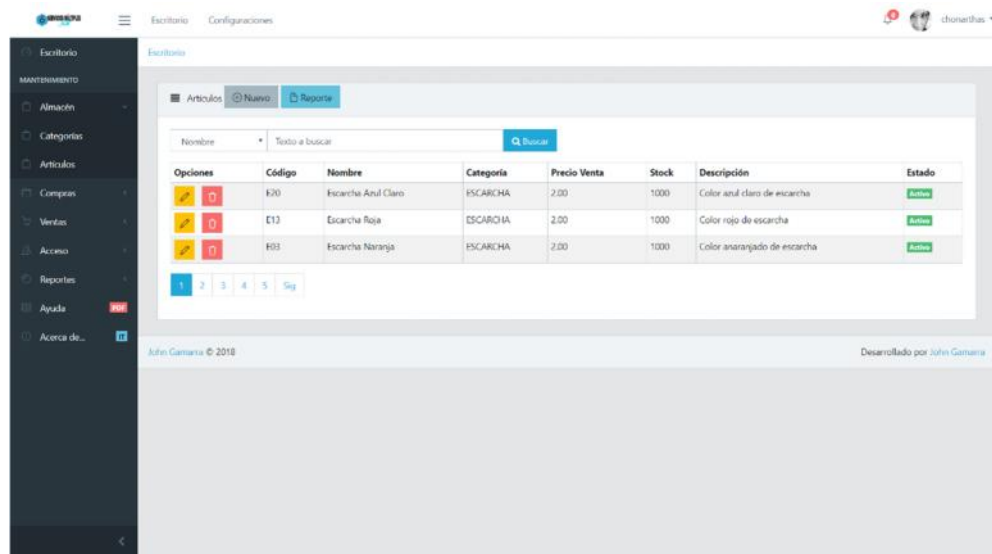 Escritorio Configuraciones
0
chonarthas
Escritorio
Escritorio
MANTENIMIENTO
Almacén
Categorías
Artículos
Compras
Ventas
Acceso
Reportes
Ayuda PDF
Acerca de... IT
Artículos Nuevo Reporte
Nombre Texto a buscar Buscar
Opciones Código Nombre Categoría Precio Venta Stock Descripción Estado
E20 Escarcha Azul Claro ESCARCHA 2.00 1000 Color azul claro de escarcha Activo
E13 Escarcha Roja ESCARCHA 2.00 1000 Color rojo de escarcha Activo
E03 Escarcha Naranja ESCARCHA 2.00 1000 Color anaranjado de escarcha Activo
1 2 3 4 5 Sig
John Gamarra © 2018
Desarrollado por John Gamarra